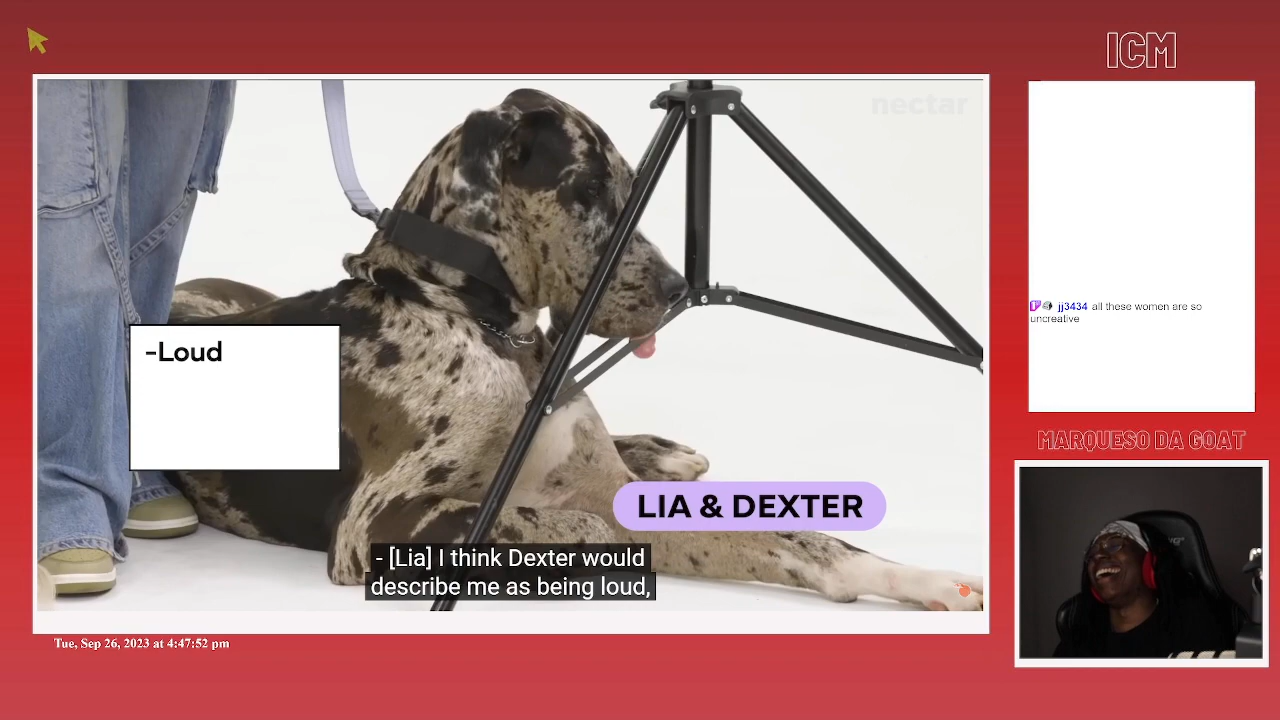 ICM
nectar
jj3434 all these women are so
uncreative
-Loud
MARQUESO DA GOAT
LIA & DEXTER
- [Lia] I think Dexter would
describe me as being loud,
Tue, Sep 26, 2023 at 4:47:52 pm